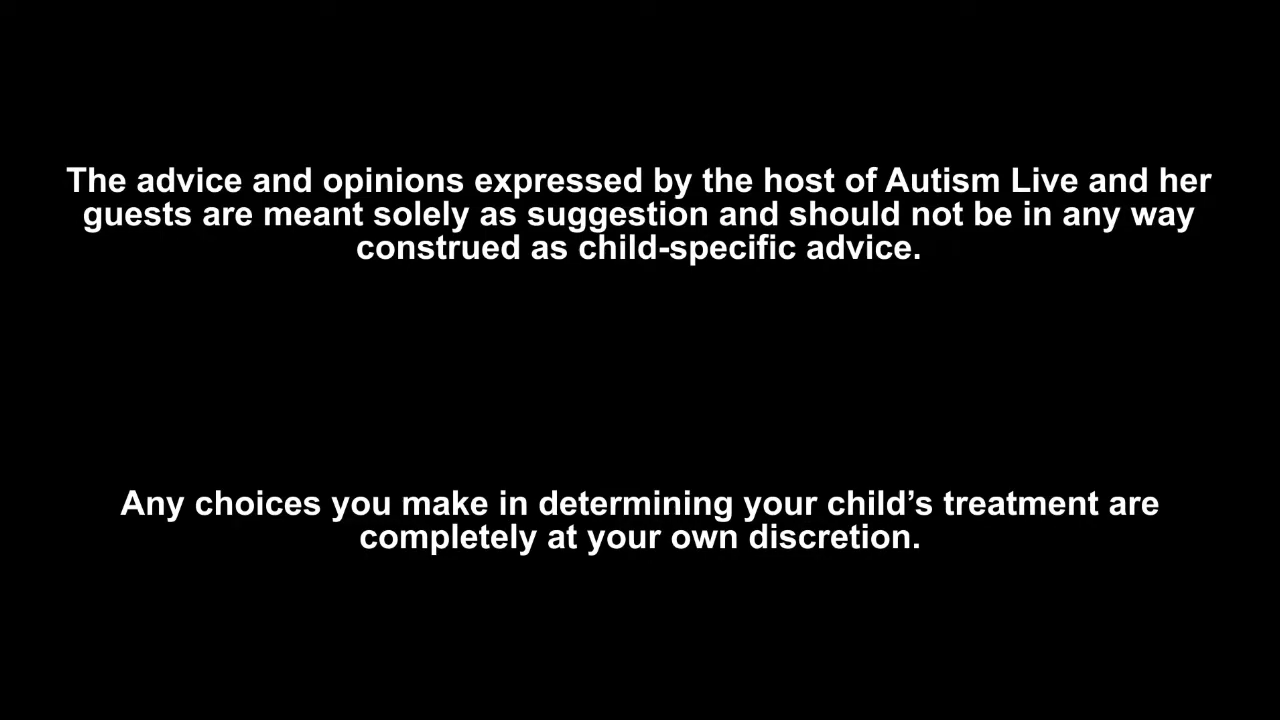 The advice and opinions expressed by the host of Autism Live and her
guests are meant solely as suggestion and should not be in any way
construed as child-specific advice.
Any choices you make in determining your child’s treatment are
completely at your own discretion.